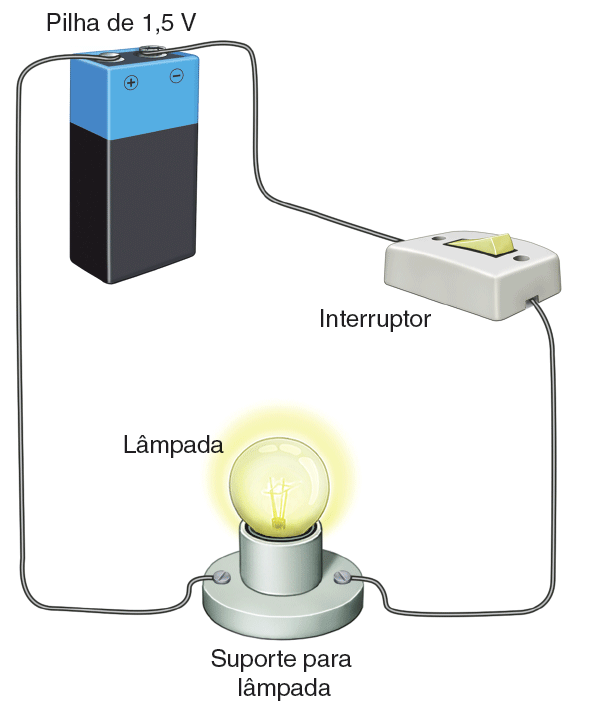 Pilha de 1,5 V
+ −
Interruptor
Lâmpada
Suporte para
lâmpada